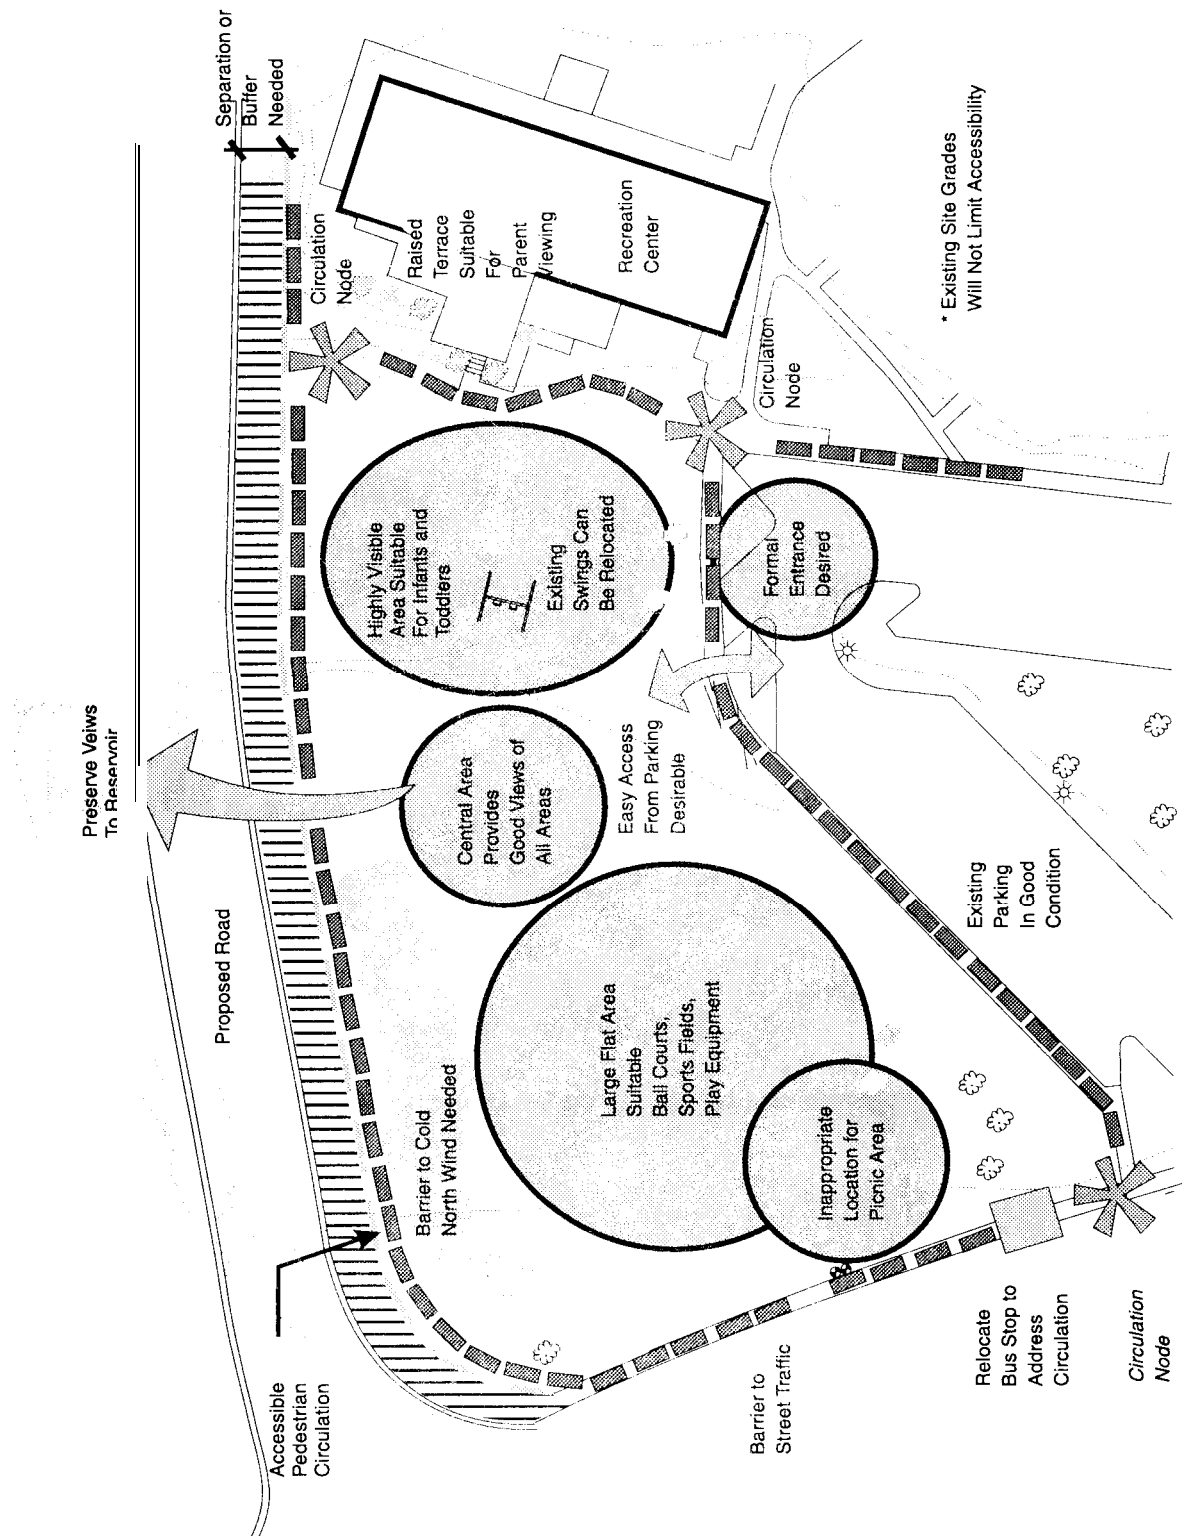 Separation or
Buffer
Needed
Preserve Veiws
To Reservoir
Proposed Road
Accessible
Pedestrian
Circulation
Circulation
Node
Raised
Terrace
Suitable
For
Parent
Viewing
Recreation
Center
Highly Visible
Area Suitable
For Infants and
Toddlers
Existing
Swings Can
Be Relocated
Central Area
Provides
Good Views of
All Areas
Barrier to Cold
North Wind Needed
Large Flat Area
Suitable
Ball Courts,
Sports Fields,
Play Equipment
Easy Access
From Parking
Desirable
Circulation
Node
Formal
Entrance
Desired
Inappropriate
Location for
Picnic Area
Barrier to
Street Traffic
Existing
Parking
In Good
Condition
* Existing Site Grades
Will Not Limit Accessibility
Relocate
Bus Stop to
Address
Circulation
Circulation
Node